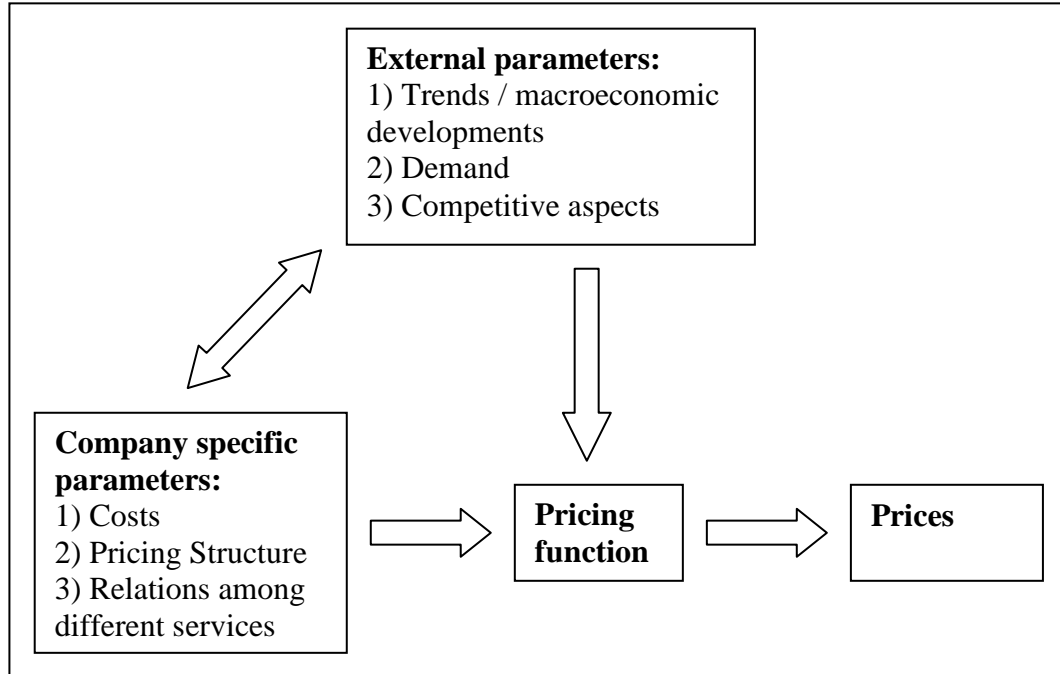 External parameters:
1) Trends / macroeconomic
developments
2) Demand
3) Competitive aspects
Company specific
parameters:
1) Costs
2) Pricing Structure
3) Relations among
different services
Pricing
function
Prices